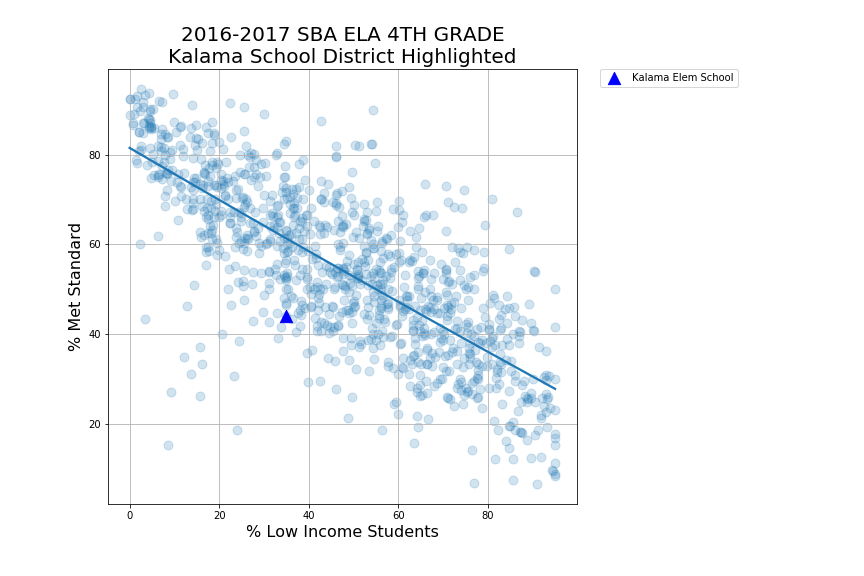 2016-2017 SBA ELA 4TH GRADE
Kalama School District Highlighted
Kalama Elem School
% Met Standard
80
60
40
20
0 20 40 60 80
% Low Income Students